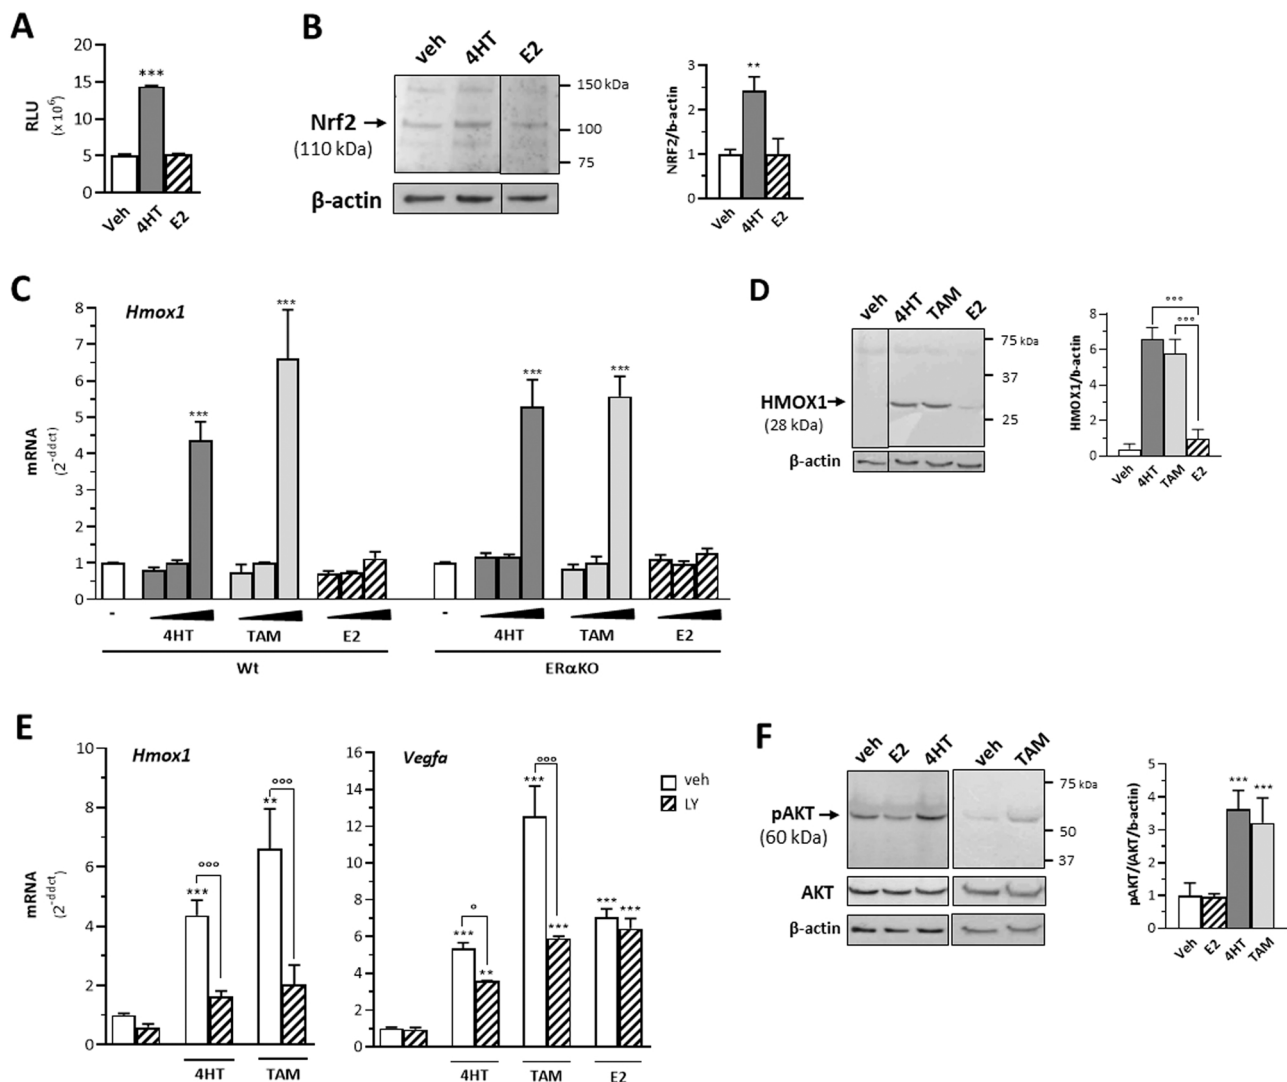 A
20
15
10
5
0
RLU
(x 10⁶)
***
Veh
4HT
E2
B
veh
4HT
E2
Nrf2
(110 kDa)
150 kDa
100
75
β-actin
3
2
1
0
NRF2/b-actin
**
Veh
4HT
E2
C
Hmox1
8
7
6
5
4
3
2
1
0
mRNA
(2⁻ᵈᵈᶜᵗ)
***
***
***
***
-
4HT
TAM
E2
-
4HT
TAM
E2
Wt
ERαKO
D
veh
4HT
TAM
E2
HMOX1
(28 kDa)
75 kDa
37
25
β-actin
8
6
4
2
0
HMOX1/b-actin
°°°
°°°
Veh
4HT
TAM
E2
E
Hmox1
10
8
6
4
2
0
mRNA
(2⁻ᵈᵈᶜᵗ)
***
°°°
**
°°°
4HT
TAM
Vegfa
16
14
12
10
8
6
4
2
0
***
°
**
***
°°°
***
***
***
4HT
TAM
E2
veh
LY
F
veh
E2
4HT
veh
TAM
pAKT
(60 kDa)
75 kDa
50
37
AKT
β-actin
5
4
3
2
1
0
pAKT/(AKT/b-actin)
***
***
Veh
E2
4HT
TAM